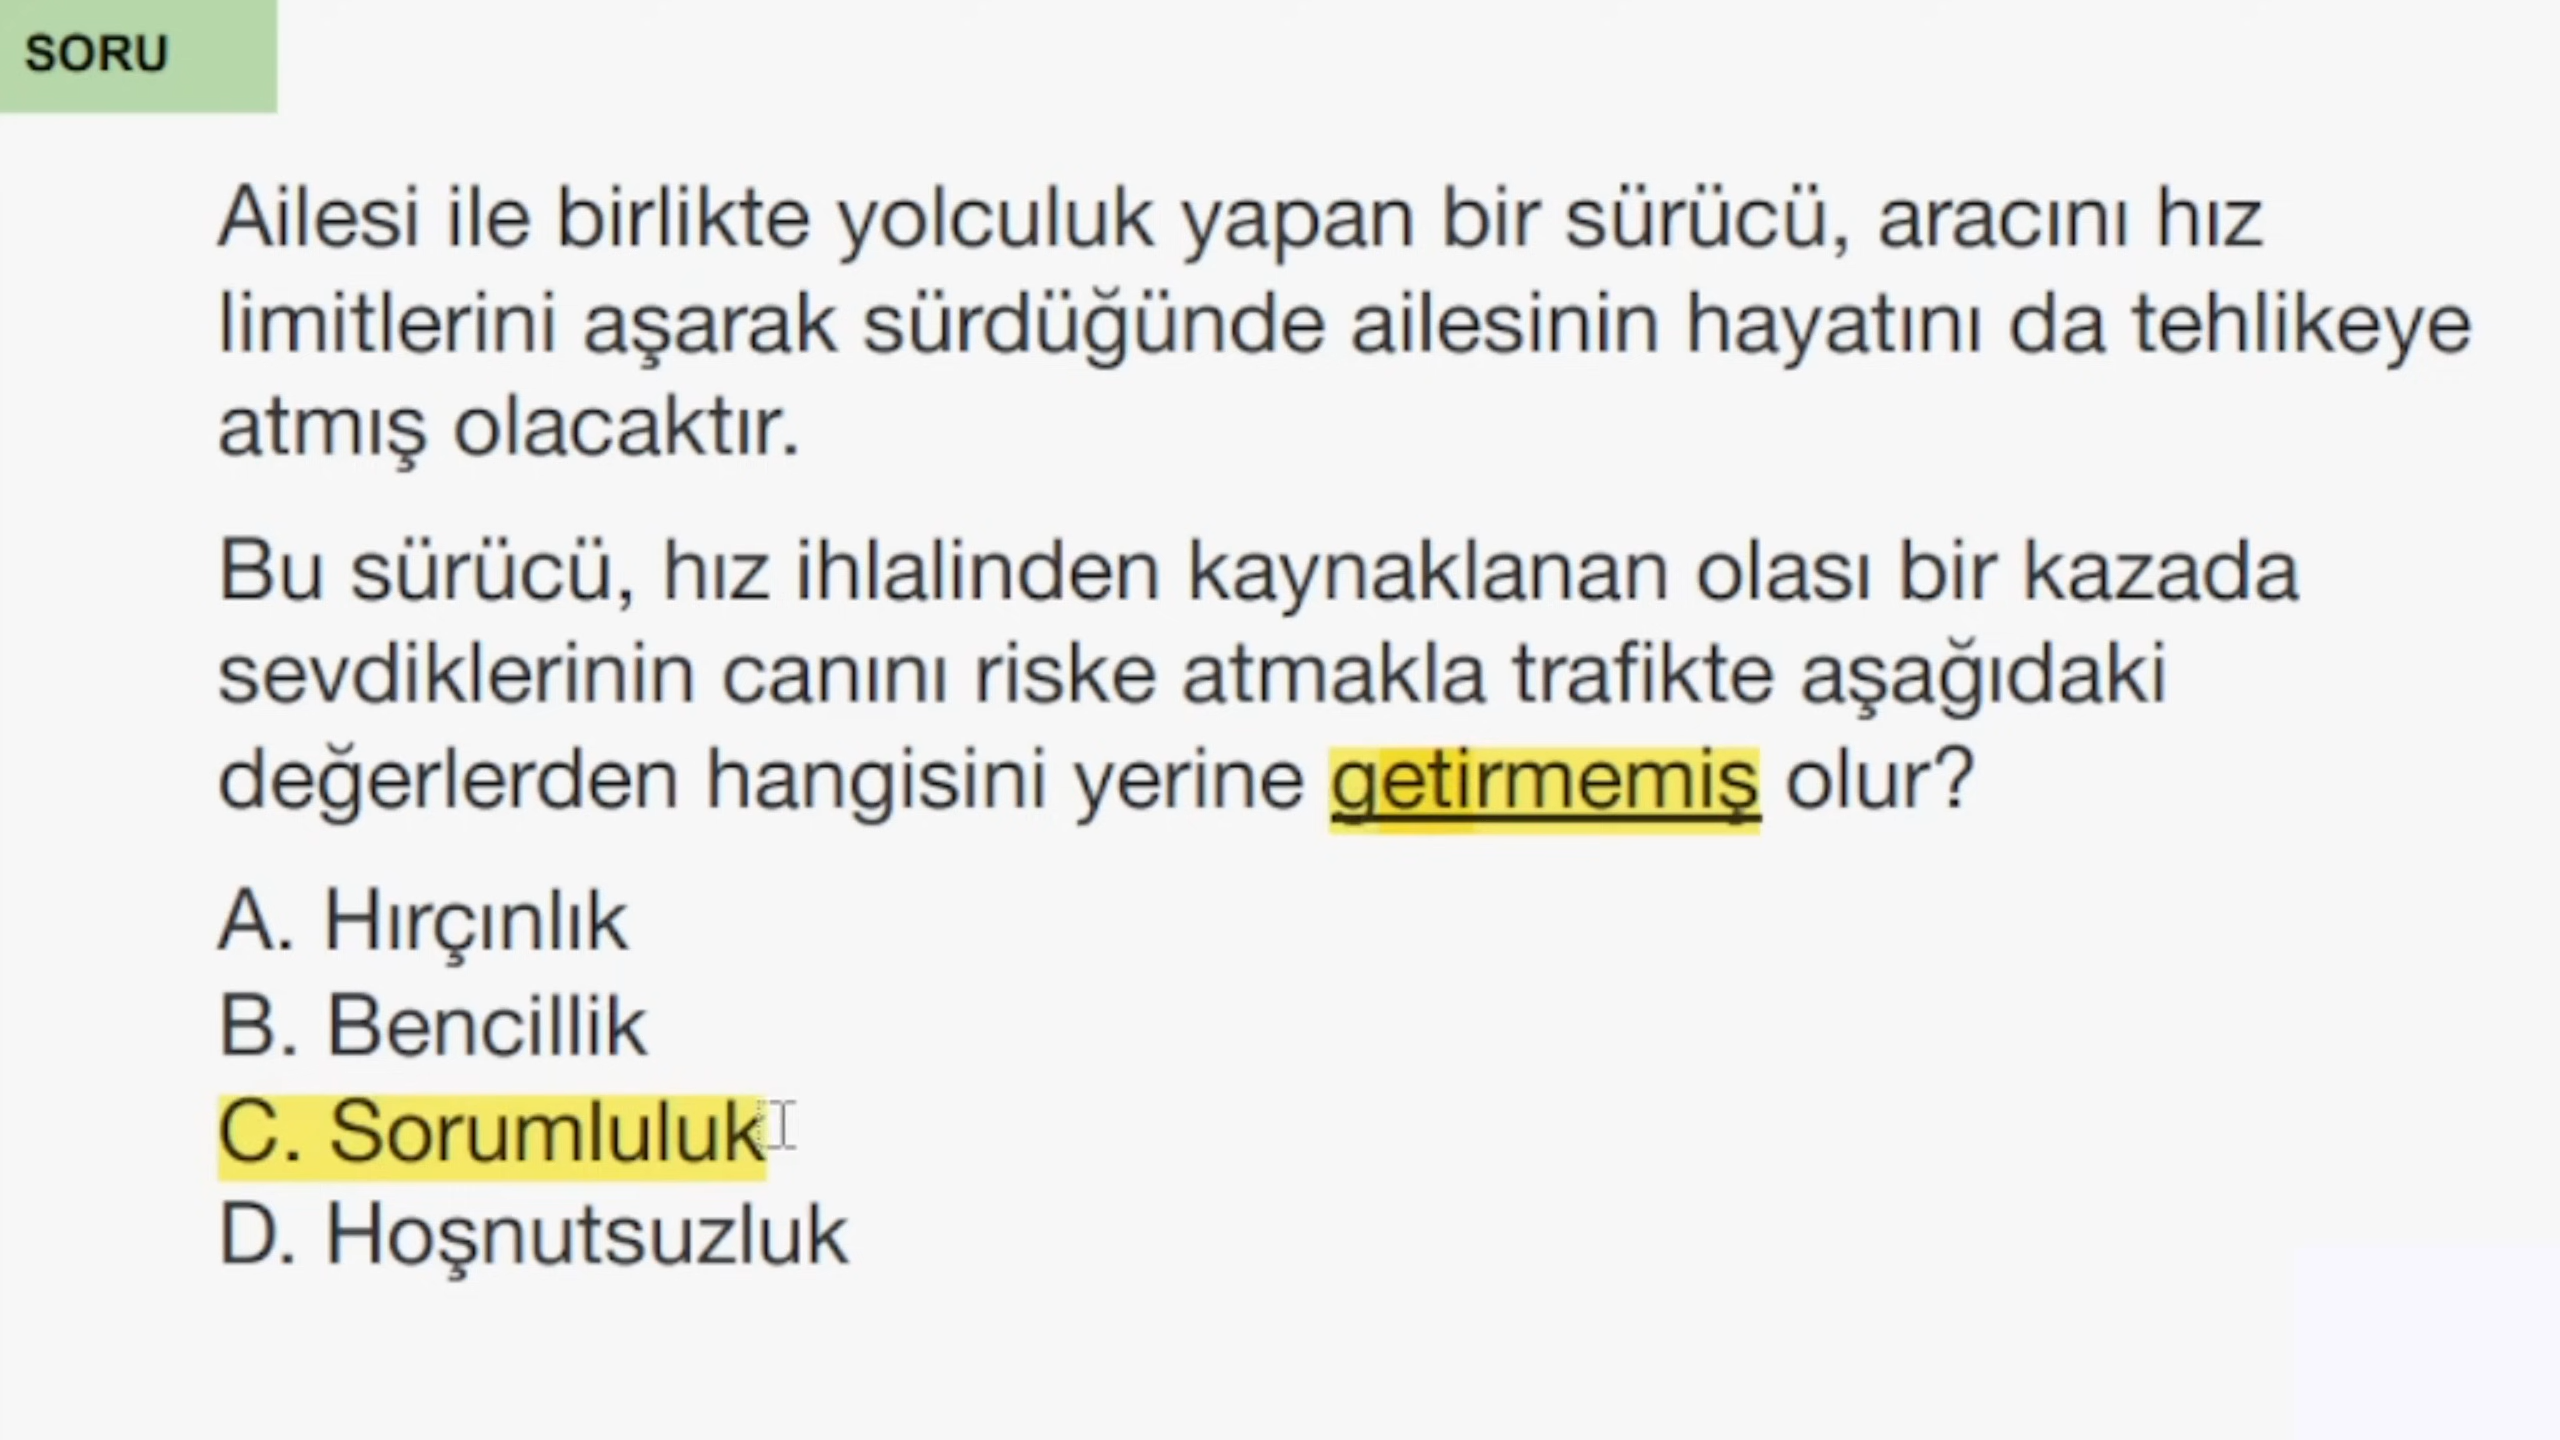 SORU
Ailesi ile birlikte yolculuk yapan bir sürücü, aracını hız
limitlerini aşarak sürdüğünde ailesinin hayatını da tehlikeye
atmış olacaktır.
Bu sürücü, hız ihlalinden kaynaklanan olası bir kazada
sevdiklerinin canını riske atmakla trafikte aşağıdaki
değerlerden hangisini yerine getirmemiş olur?
A. Hırçınlık
B. Bencillik
C. Sorumluluk
D. Hoşnutsuzluk